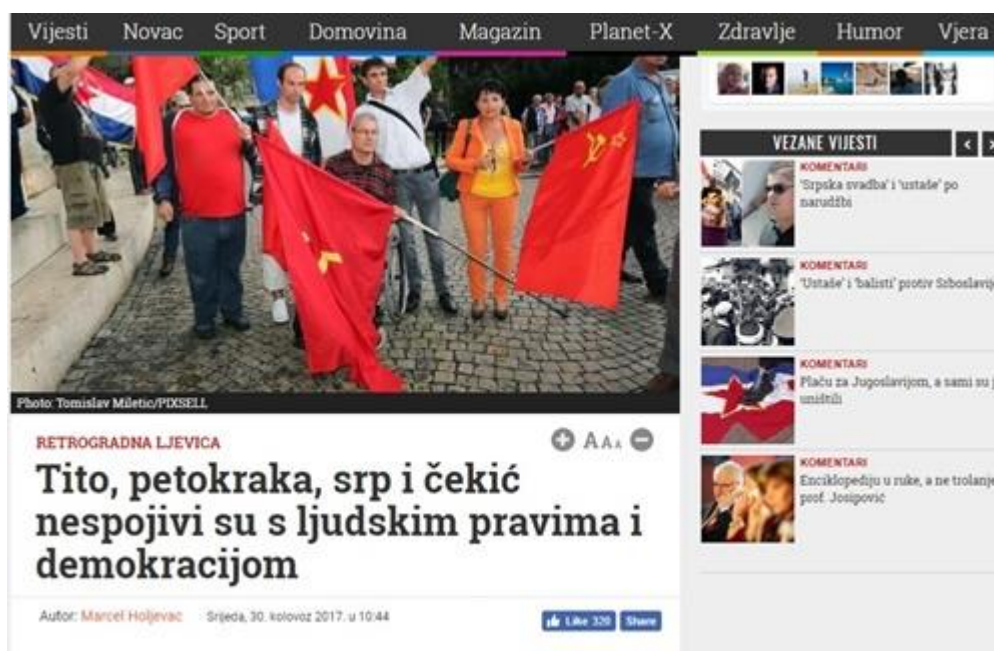 Vijesti Novac Sport Domovina Magazin Planet-X Zdravlje Humor Vjera
Photo: Tomislav Miletic/PIXSELL
RETROGRADNA LJEVICA
AAA
Tito, petokraka, srp i čekić
nespojivi su s ljudskim pravima i
demokracijom
Autor: Marcel Holjevac Srijeda, 30. kolovoz 2017. u 10:44
Like 320 Share
VEZANE VIJESTI
KOMENTARI
'Srpska svadba' i 'ustaše' po
narudžbi
KOMENTARI
'Ustaše' i 'balisti' protiv Srboslavij
KOMENTARI
Plaču za Jugoslavijom, a sami su j
uništili
KOMENTARI
Enciklopediju u ruke, a ne trolanje
prof. Josipović